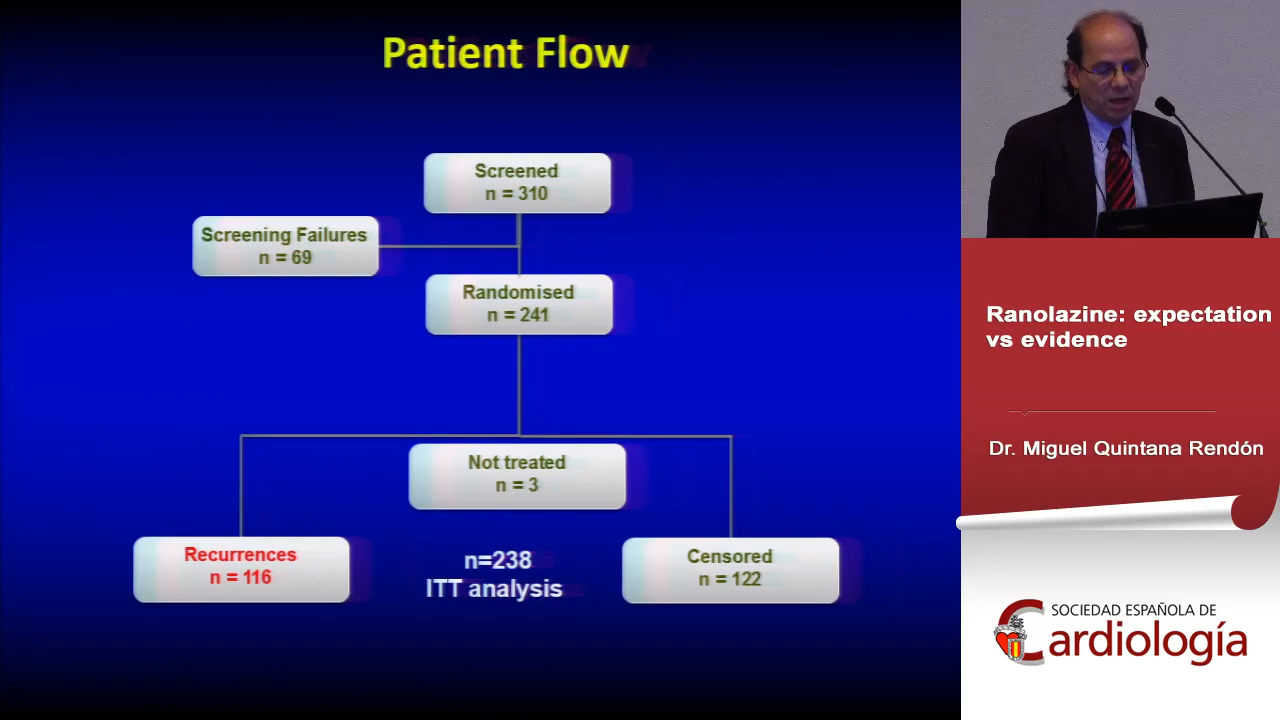 Patient Flow
Screened
n = 310
Screening Failures
n = 69
Randomised
n = 241
Not treated
n = 3
Recurrences
n = 116
n=238
ITT analysis
Censored
n = 122
Ranolazine: expectation
vs evidence
Dr. Miguel Quintana Rendón
SOCIEDAD ESPAÑOLA DE
Cardiología